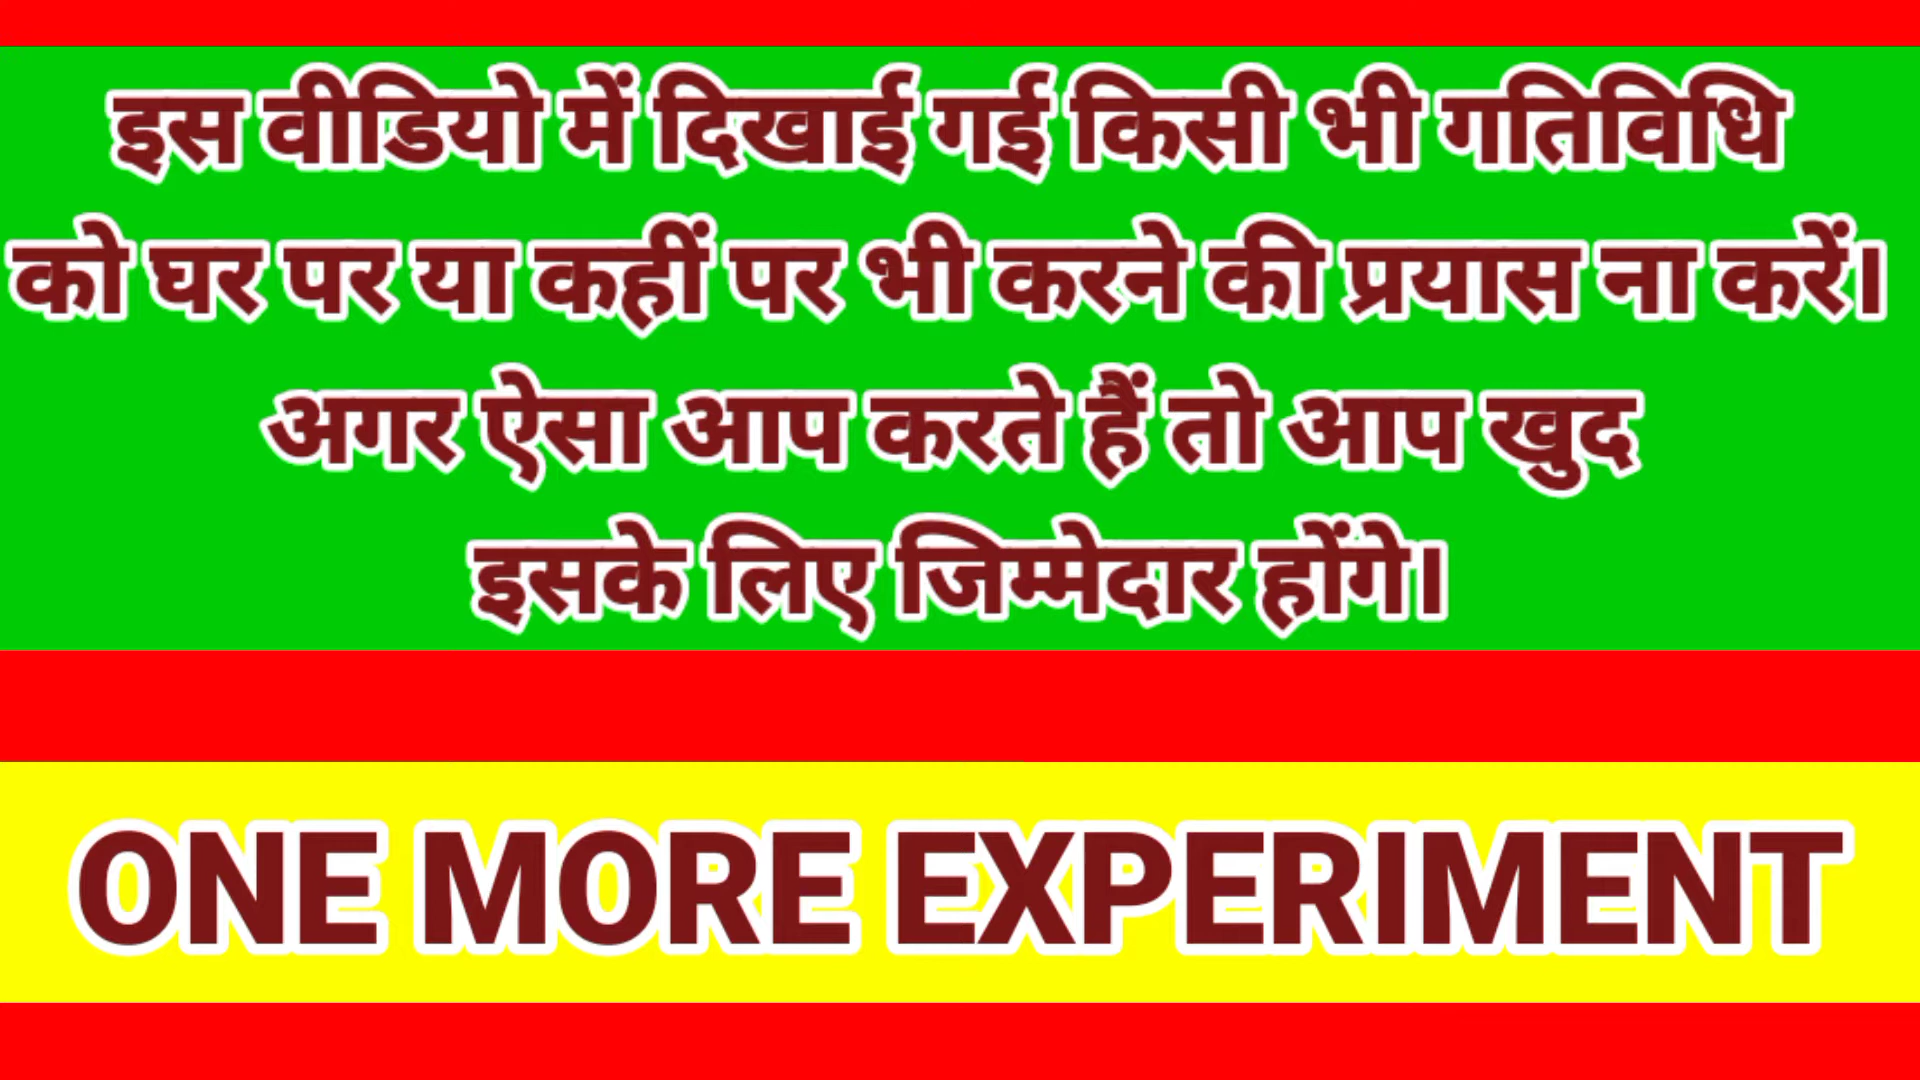 इस वीडियो में दिखाई गई किसी भी गतिविधि
को घर पर या कहीं पर भी करने की प्रयास ना करें।
अगर ऐसा आप करते हैं तो आप खुद
इसके लिए जिम्मेदार होंगे।
ONE MORE EXPERIMENT